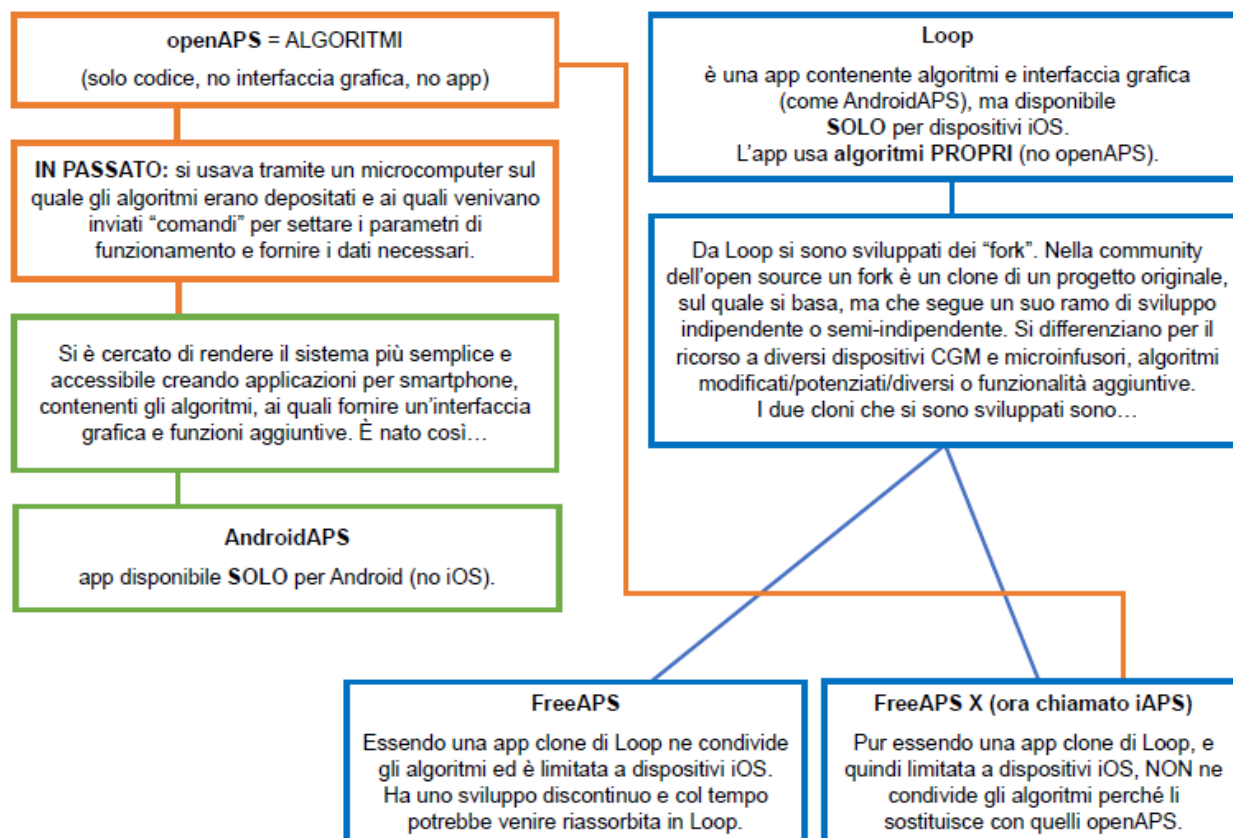 openAPS = ALGORITMI
(solo codice, no interfaccia grafica, no app)
IN PASSATO: si usava tramite un microcomputer sul
quale gli algoritmi erano depositati e ai quali venivano
inviati “comandi” per settare i parametri di
funzionamento e fornire i dati necessari.
Si è cercato di rendere il sistema più semplice e
accessibile creando applicazioni per smartphone,
contenenti gli algoritmi, ai quali fornire un’interfaccia
grafica e funzioni aggiuntive. È nato così…
AndroidAPS
app disponibile SOLO per Android (no iOS).
Loop
è una app contenente algoritmi e interfaccia grafica
(come AndroidAPS), ma disponibile
SOLO per dispositivi iOS.
L’app usa algoritmi PROPRI (no openAPS).
Da Loop si sono sviluppati dei “fork”. Nella community
dell’open source un fork è un clone di un progetto originale,
sul quale si basa, ma che segue un suo ramo di sviluppo
indipendente o semi-indipendente. Si differenziano per il
ricorso a diversi dispositivi CGM e microinfusori, algoritmi
modificati/potenziati/diversi o funzionalità aggiuntive.
I due cloni che si sono sviluppati sono…
FreeAPS
Essendo una app clone di Loop ne condivide
gli algoritmi ed è limitata a dispositivi iOS.
Ha uno sviluppo discontinuo e col tempo
potrebbe venire riassorbita in Loop.
FreeAPS X (ora chiamato iAPS)
Pur essendo una app clone di Loop, e
quindi limitata a dispositivi iOS, NON ne
condivide gli algoritmi perché li
sostituisce con quelli openAPS.